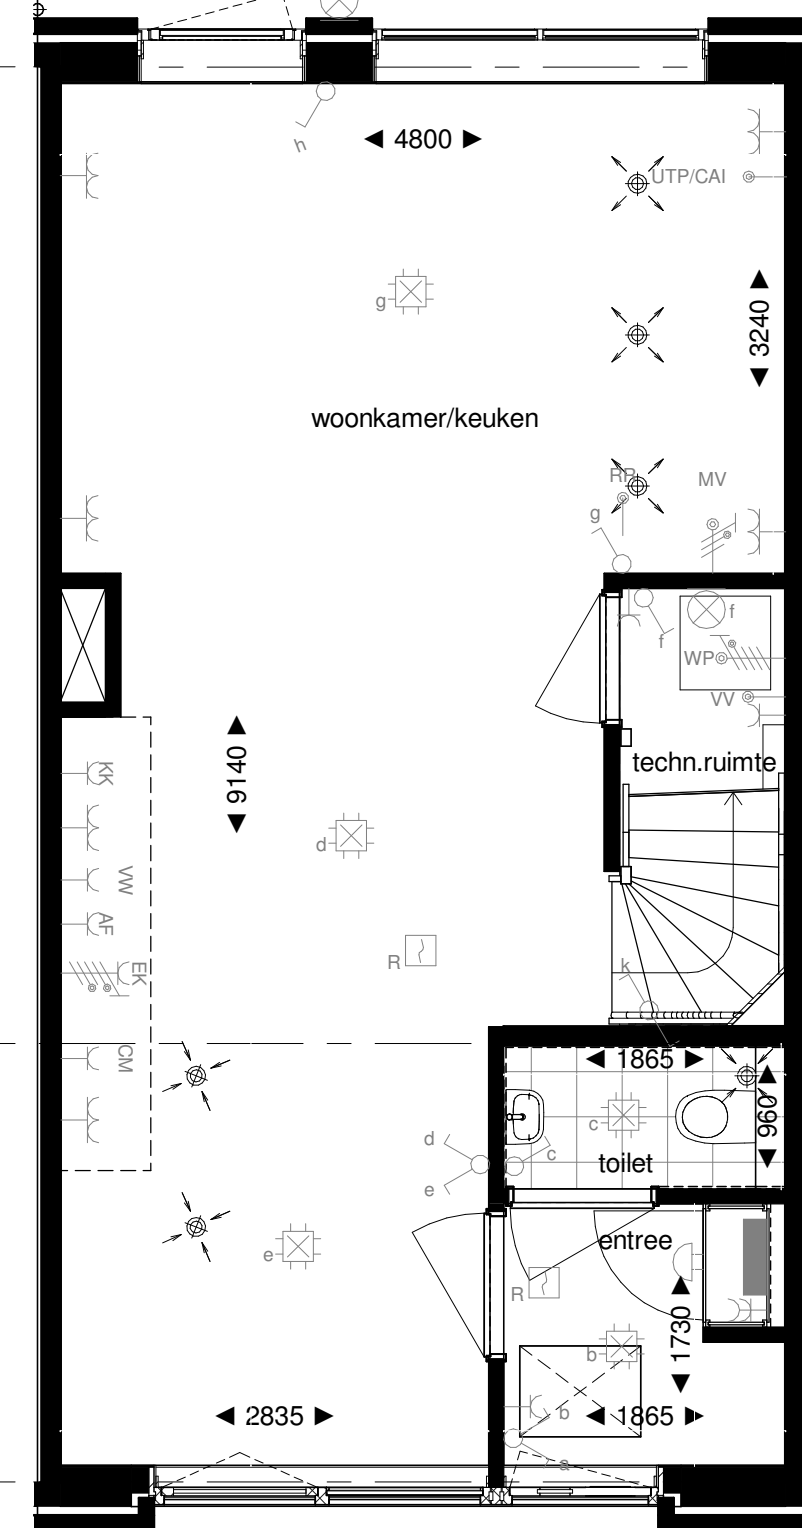 h
4800
UTP/CAI
g
3240
woonkamer/keuken
RP
MV
g
f
f
WP
VV
9140
techn.ruimte
KK
d
VW
AF
R
EK
k
CM
1865
960
c
d
c
toilet
e
entree
e
R
1730
b
2835
b
1865
a